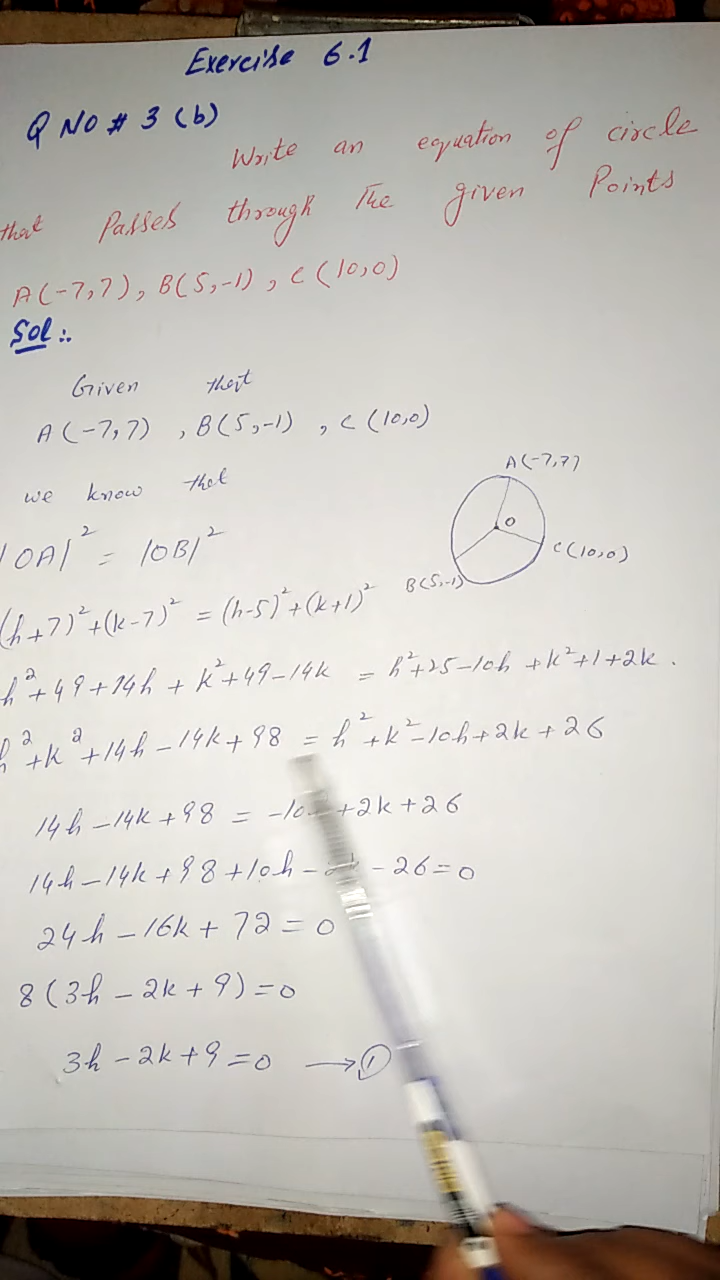 Exercise 6.1
Q No # 3 (b)
Write an equation of circle
that Passes through The given Points
A(-7,7), B(5,-1), C(10,0)
Sol :.
Given that
A(-7,7), B(5,-1), C(10,0)
we know that
A(-7,7)
O
C(10,0)
B(5,-1)
|OA|² = |OB|²
(h+7)²+(k-7)² = (h-5)²+(k+1)²
h²+49+14h+k²+49-14k = h²+25-10h+k²+1+2k.
h²+k²+14h-14k+98 = h²+k²-10h+2k+26
14h-14k+98 = -10 +2k+26
14h-14k+98+10h- -26=0
24h-16k+72=0
8(3h-2k+9)=0
3h-2k+9=0 → ①